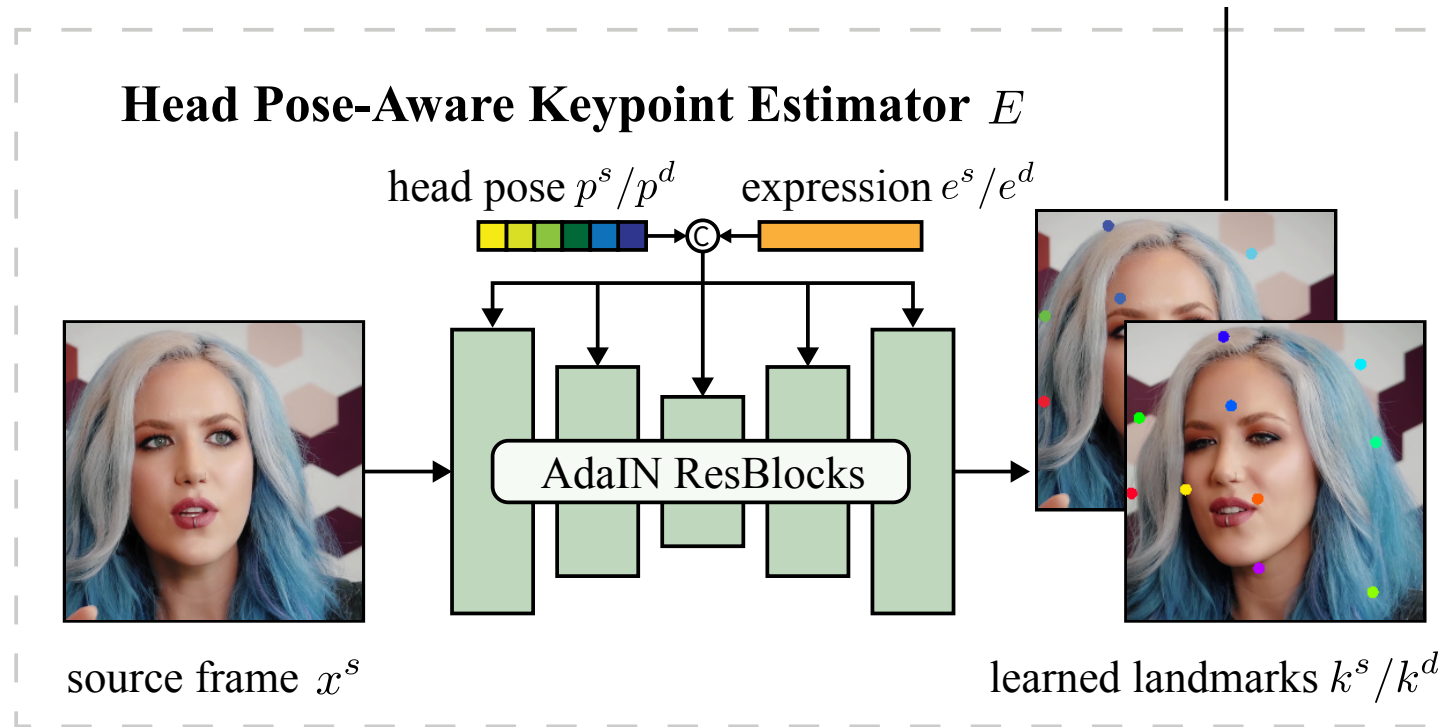 Head Pose-Aware Keypoint Estimator E
head pose p^s/p^d
expression e^s/e^d
C
AdaIN ResBlocks
source frame x^s
learned landmarks k^s/k^d